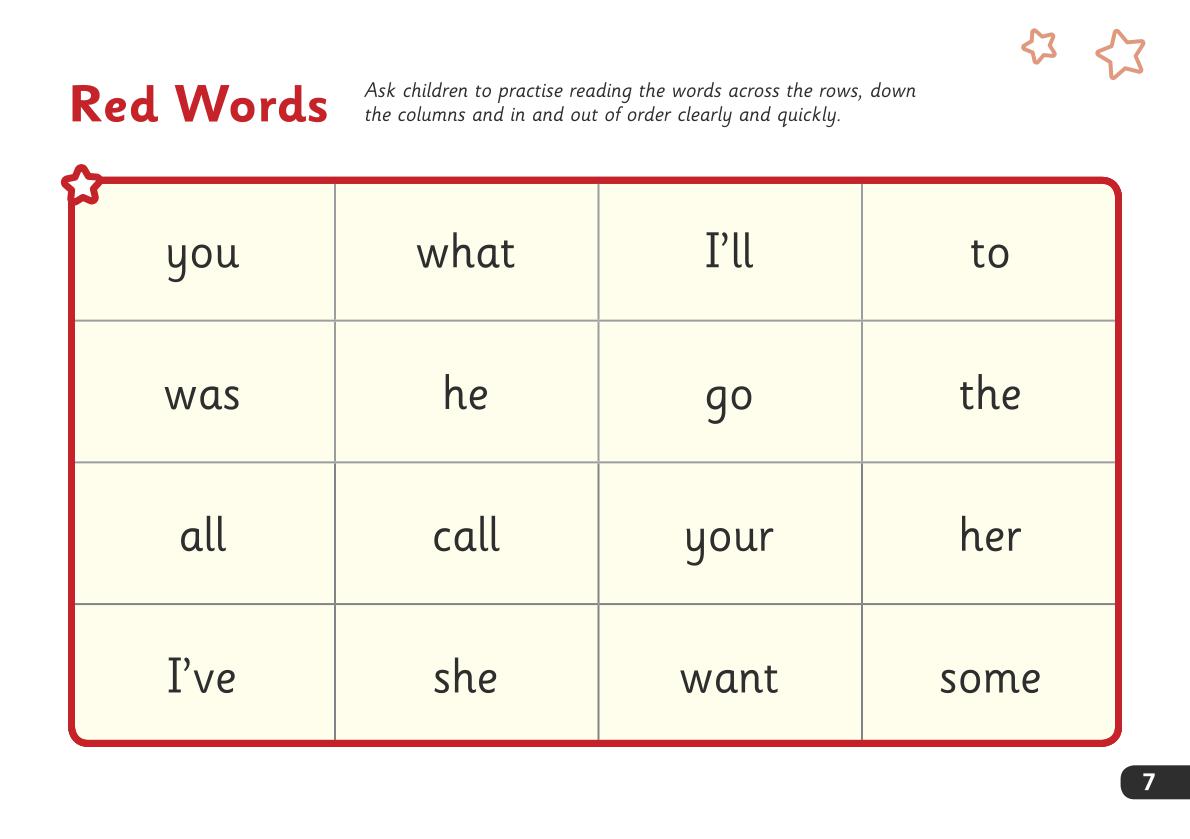 Red Words
Ask children to practise reading the words across the rows, down
the columns and in and out of order clearly and quickly.
you what I’ll to
was he go the
all call your her
I’ve she want some
7